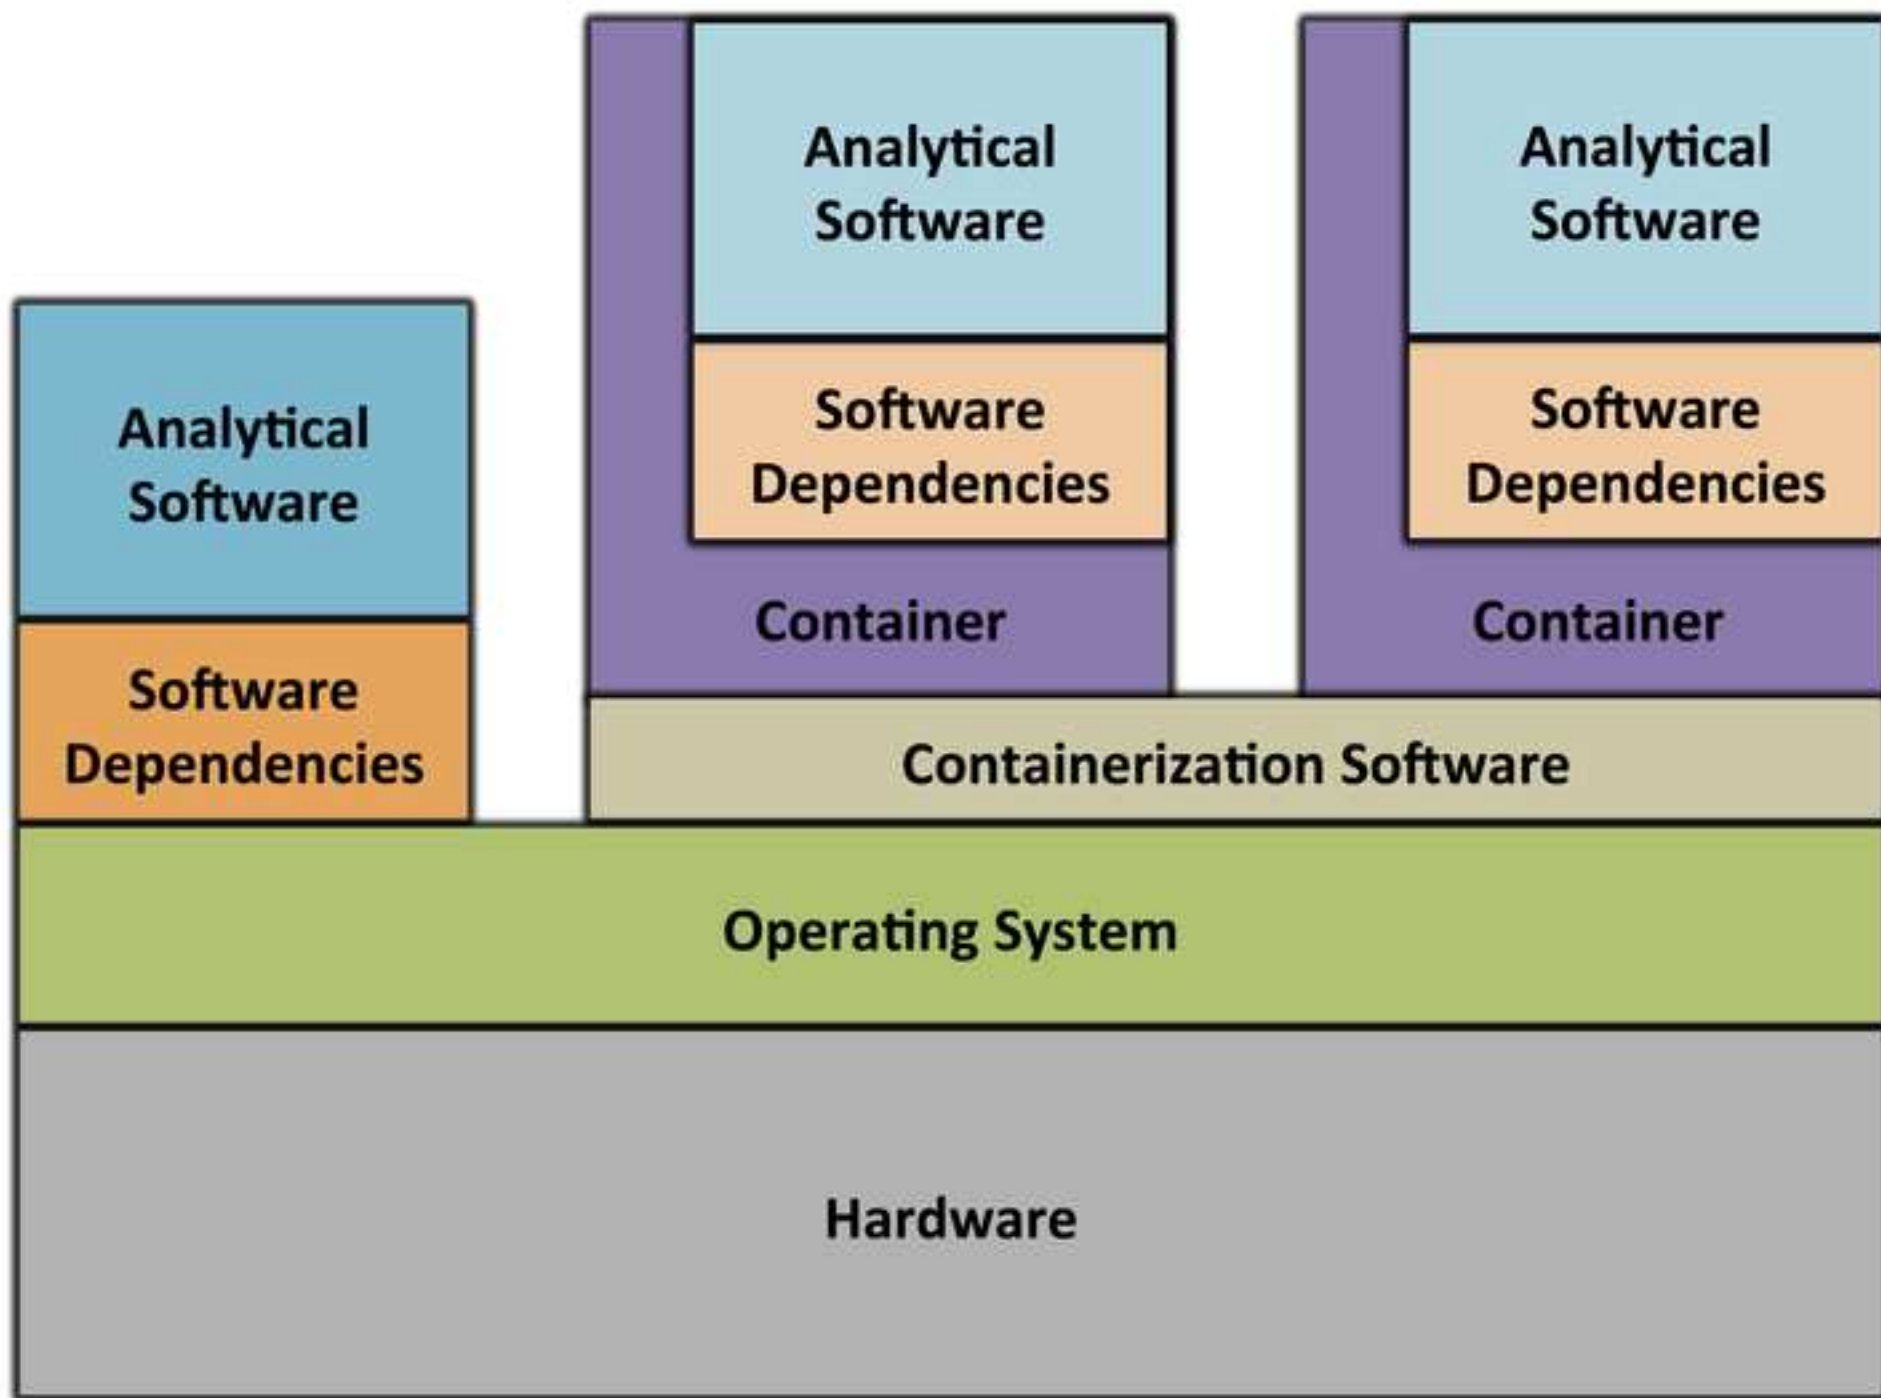 Analytical
Software
Software
Dependencies
Container
Analytical
Software
Software
Dependencies
Container
Analytical
Software
Software
Dependencies
Containerization Software
Operating System
Hardware